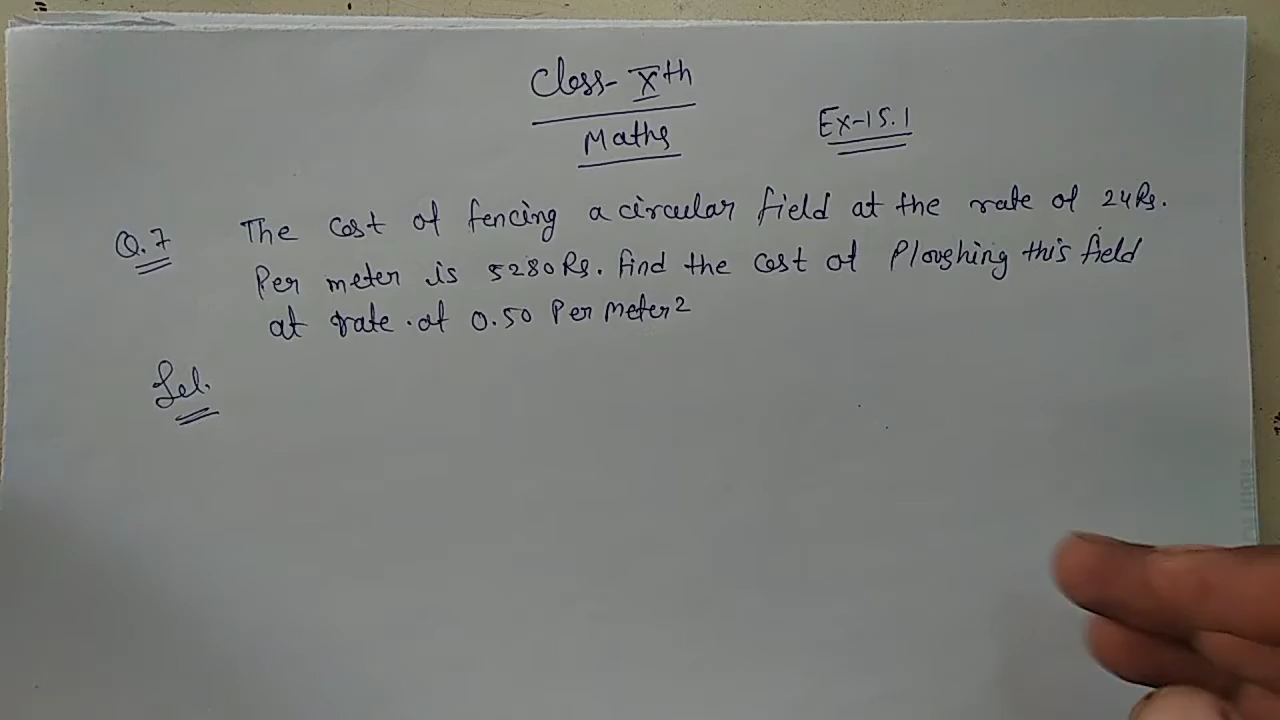 Class-Xth
Maths
Ex-15.1
Q.7 The cost of fencing a circular field at the rate of 24Rs.
Per meter is 5280Rs. find the cost of Ploughing this field
at rate of 0.50 Per meter2
Sol.